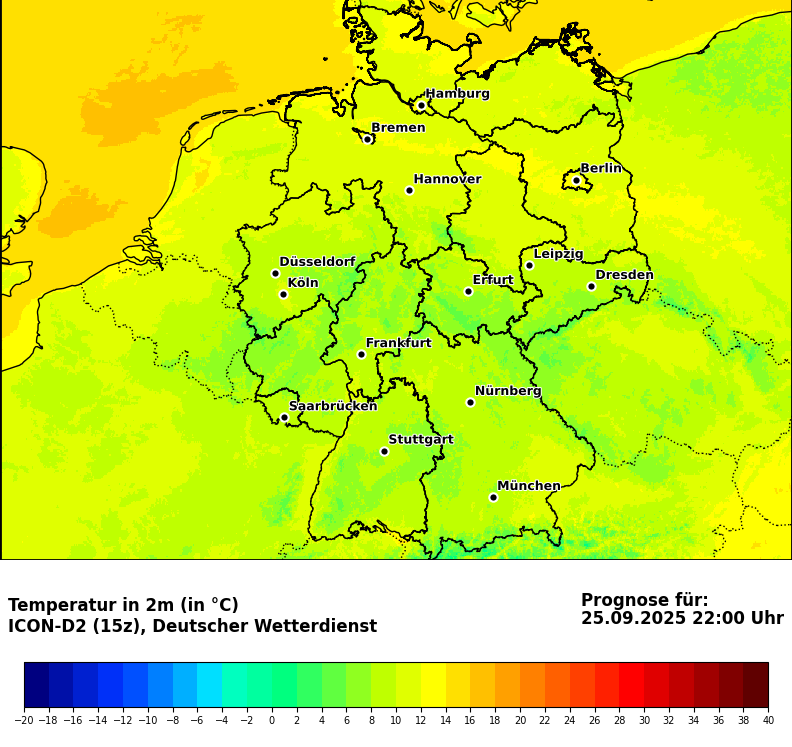 Hamburg
Bremen
Berlin
Hannover
Leipzig
Düsseldorf
Dresden
Köln
Erfurt
Frankfurt
Nürnberg
Saarbrücken
Stuttgart
München
Temperatur in 2m (in °C)
ICON-D2 (15z), Deutscher Wetterdienst
Prognose für:
25.09.2025 22:00 Uhr
−20 −18 −16 −14 −12 −10 −8 −6 −4 −2 0 2 4 6 8 10 12 14 16 18 20 22 24 26 28 30 32 34 36 38 40